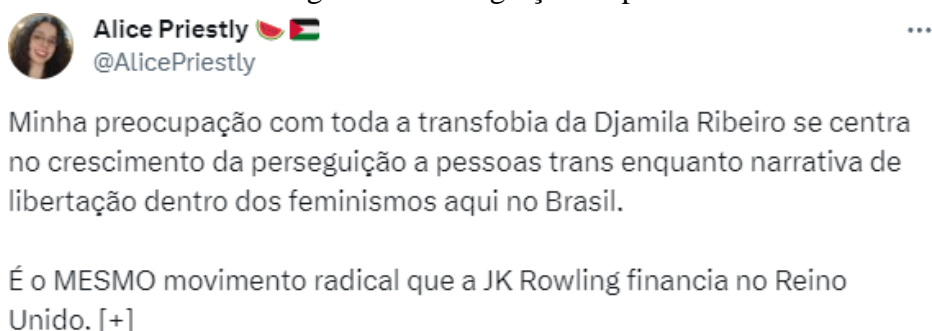 Alice Priestly 🍉🇵🇸
@AlicePriestly
Minha preocupação com toda a transfobia da Djamila Ribeiro se centra
no crescimento da perseguição a pessoas trans enquanto narrativa de
libertação dentro dos feminismos aqui no Brasil.
É o MESMO movimento radical que a JK Rowling financia no Reino
Unido. [+]